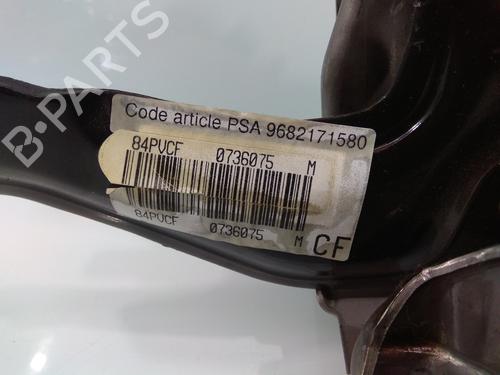 Code article PSA 9682171580
84PVCF 0736075 M
84PVCF 0736075 M
CF
B-PARTS